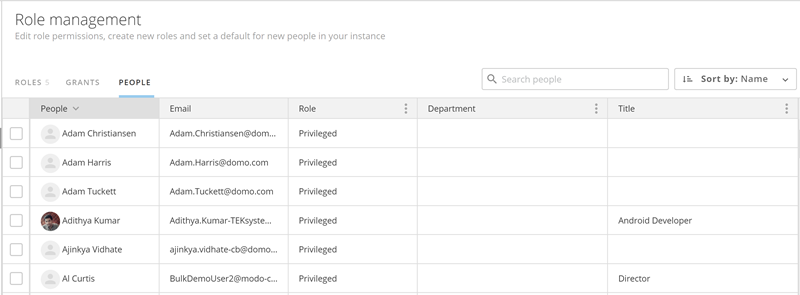 Role management
Edit role permissions, create new roles and set a default for new people in your instance
ROLES 5 GRANTS PEOPLE
Search people Sort by: Name
People Email Role Department Title
Adam Christiansen Adam.Christiansen@dom... Privileged
Adam Harris Adam.Harris@domo.com Privileged
Adam Tuckett Adam.Tuckett@domo.com Privileged
Adithya Kumar Adithya.Kumar-TEKsyste... Privileged Android Developer
Ajinkya Vidhate ajinkya.vidhate-cb@domo... Privileged
Al Curtis BulkDemoUser2@modo-c... Privileged Director